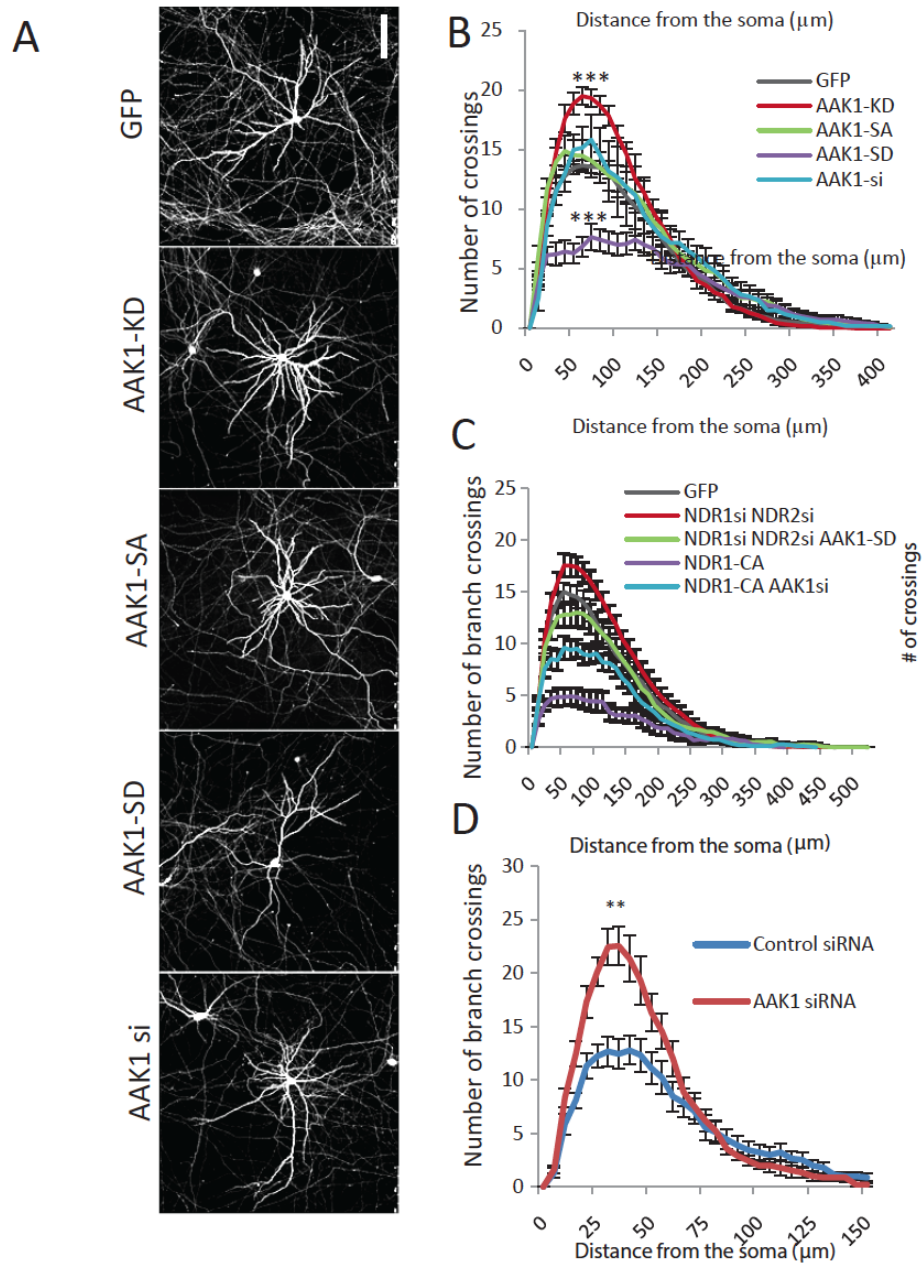 A
GFP
AAK1-KD
AAK1-SA
AAK1-SD
AAK1 si
B
Distance from the soma (μm)
Number of crossings
25
20
15
10
5
0
***
***
GFP
AAK1-KD
AAK1-SA
AAK1-SD
AAK1-si
stance from the soma (μm)
0
50
100
150
200
250
300
350
400
C
Distance from the soma (μm)
Number of branch crossings
25
20
15
10
5
0
GFP
NDR1si NDR2si
NDR1si NDR2si AAK1-SD
NDR1-CA
NDR1-CA AAK1si
# of crossings
0
50
100
150
200
250
300
350
400
450
500
D
Distance from the soma (μm)
Number of branch crossings
30
25
20
15
10
5
0
**
Control siRNA
AAK1 siRNA
0
25
50
75
100
125
150
Distance from the soma (μm)